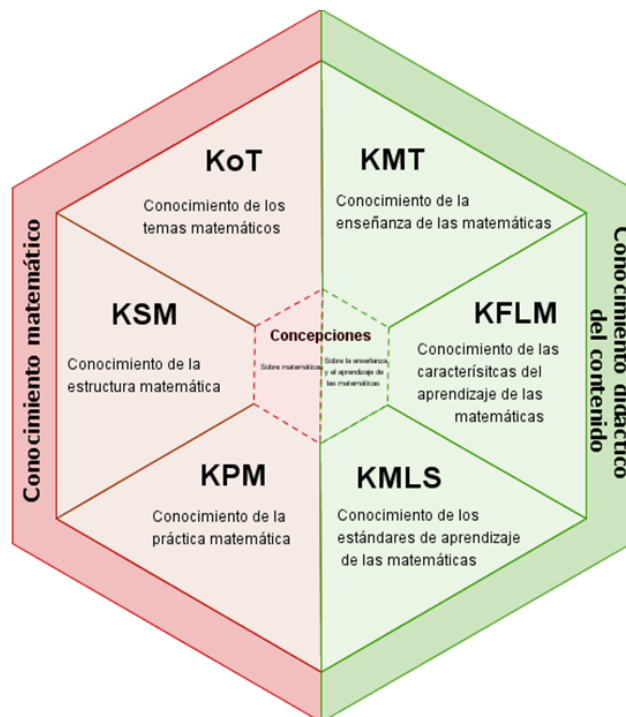 KoT
Conocimiento de los
temas matemáticos
KMT
Conocimiento de la
enseñanza de las matemáticas
KSM
Conocimiento de la
estructura matemática
Concepciones
Sobre matemática
Sobre la enseñanza
y el aprendizaje de
las matemáticas
KFLM
Conocimiento de las
caracterísitcas del
aprendizaje de las
matemáticas
KPM
Conocimiento de la
práctica matemática
KMLS
Conocimiento de los
estándares de aprendizaje
de las matemáticas
Conocimiento matemático
Conocimiento didáctico
del contenido